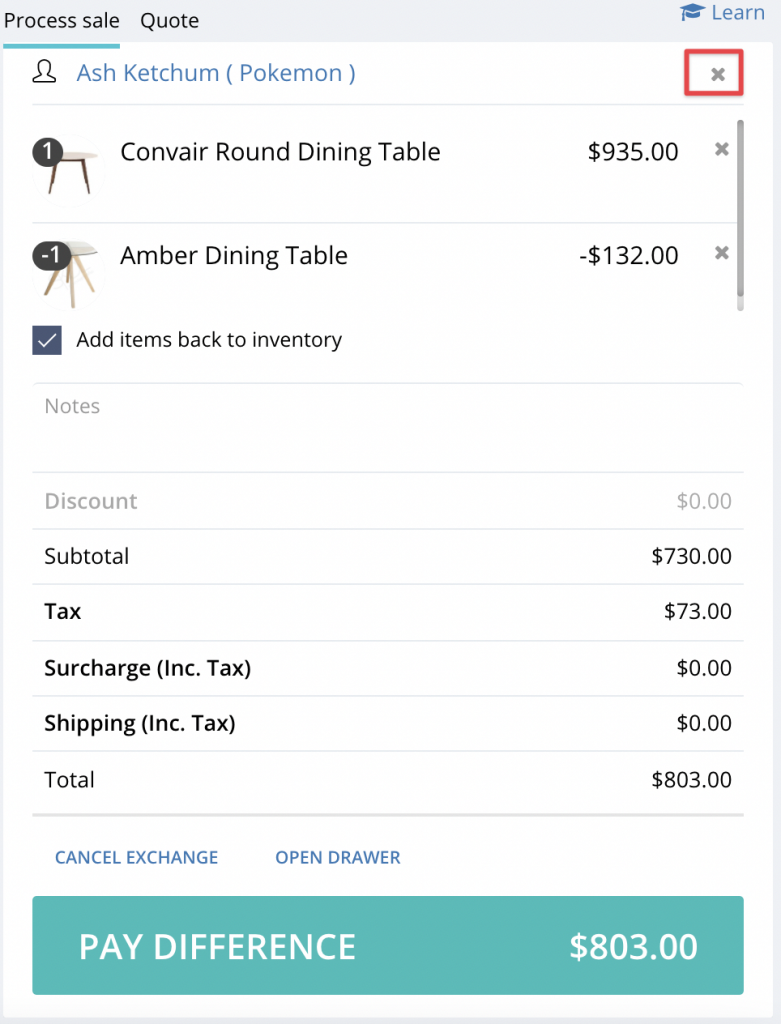 Process sale Quote Learn
Ash Ketchum ( Pokemon )
1 Convair Round Dining Table $935.00
-1 Amber Dining Table -$132.00
Add items back to inventory
Notes
Discount $0.00
Subtotal $730.00
Tax $73.00
Surcharge (Inc. Tax) $0.00
Shipping (Inc. Tax) $0.00
Total $803.00
CANCEL EXCHANGE OPEN DRAWER
PAY DIFFERENCE $803.00